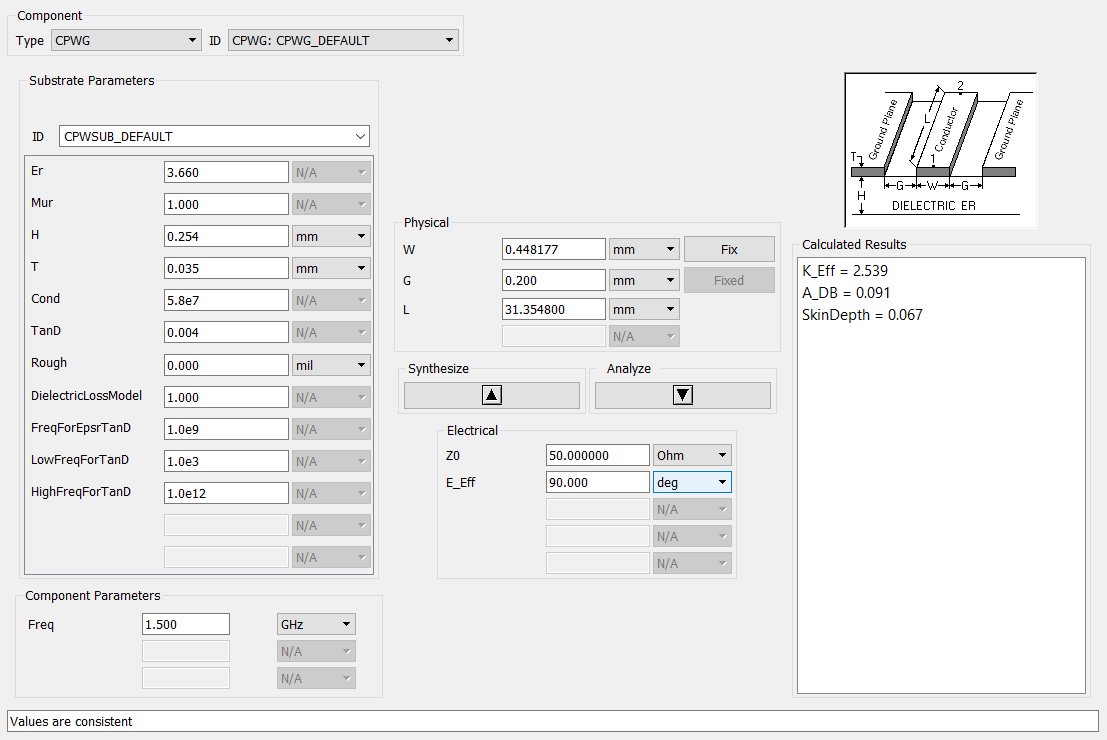 Component
Type CPWG ID CPWG: CPWG_DEFAULT
Substrate Parameters
ID CPWSUB_DEFAULT
Er 3.660 N/A
Mur 1.000 N/A
H 0.254 mm
T 0.035 mm
Cond 5.8e7 N/A
TanD 0.004 N/A
Rough 0.000 mil
DielectricLossModel 1.000 N/A
FreqForEpsrTanD 1.0e9 N/A
LowFreqForTanD 1.0e3 N/A
HighFreqForTanD 1.0e12 N/A
N/A
N/A
Component Parameters
Freq 1.500 GHz
N/A
N/A
Physical
W 0.448177 mm Fix
G 0.200 mm Fixed
L 31.354800 mm
N/A
Synthesize
Analyze
Electrical
Z0 50.000000 Ohm
E_Eff 90.000 deg
N/A
N/A
N/A
2
Ground Plane
L
Conductor
Ground Plane
T
1
H
G W G
DIELECTRIC ER
Calculated Results
K_Eff = 2.539
A_DB = 0.091
SkinDepth = 0.067
Values are consistent